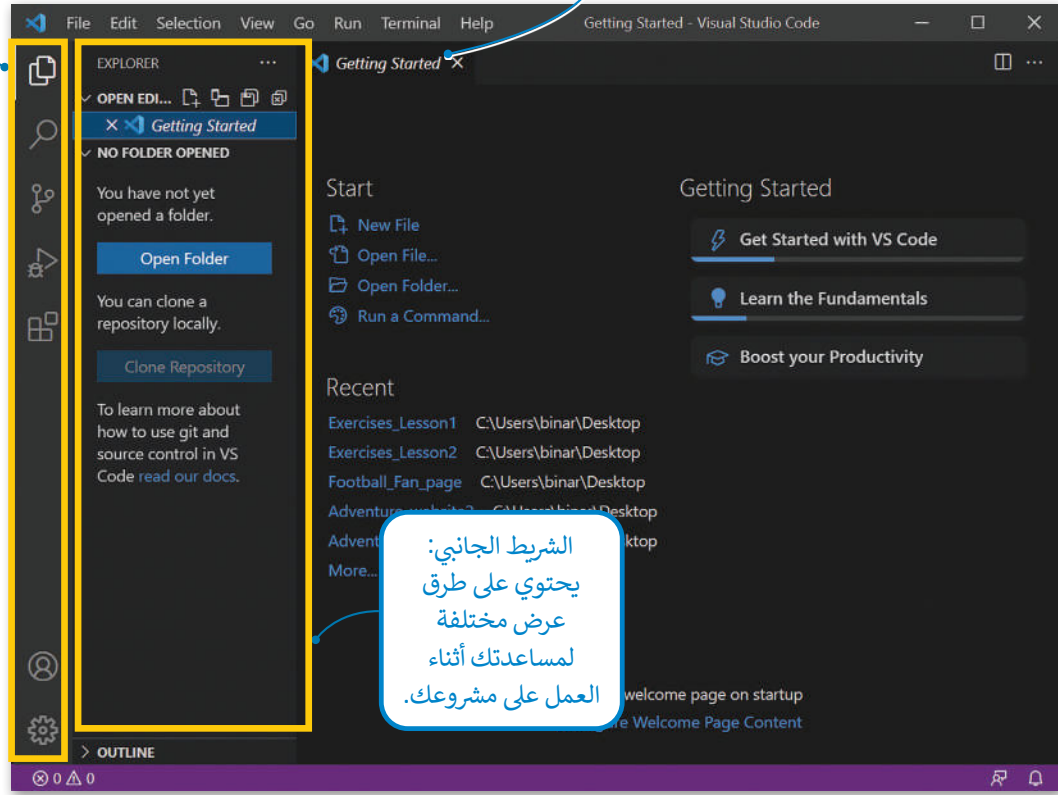 File Edit Selection View Go Run Terminal Help
Getting Started - Visual Studio Code
EXPLORER
OPEN EDI...
Getting Started
NO FOLDER OPENED
You have not yet
opened a folder.
Open Folder
You can clone a
repository locally.
Clone Repository
To learn more about
how to use git and
source control in VS
Code read our docs.
OUTLINE
Getting Started
Start
New File
Open File...
Open Folder...
Run a Command...
Recent
Exercises_Lesson1 C:\Users\binar\Desktop
Exercises_Lesson2 C:\Users\binar\Desktop
Football_Fan_page C:\Users\binar\Desktop
More...
Getting Started
Get Started with VS Code
Learn the Fundamentals
Boost your Productivity
الشريط الجانبي:
يحتوي على طرق
عرض مختلفة
لمساعدتك أثناء
العمل على مشروعك.
welcome page on startup
Welcome Page Content
0 0